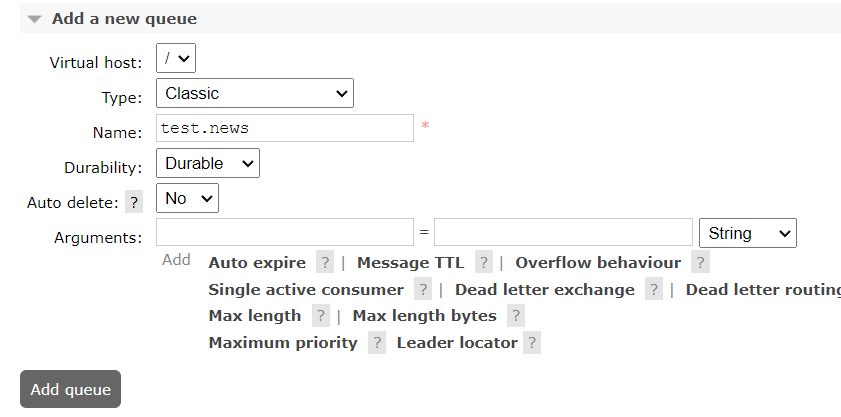 Add a new queue
Virtual host: /
Type: Classic
Name: test.news *
Durability: Durable
Auto delete: ? No
Arguments: = String
Add Auto expire ? | Message TTL ? | Overflow behaviour ?
Single active consumer ? | Dead letter exchange ? | Dead letter routing
Max length ? | Max length bytes ?
Maximum priority ? Leader locator ?
Add queue